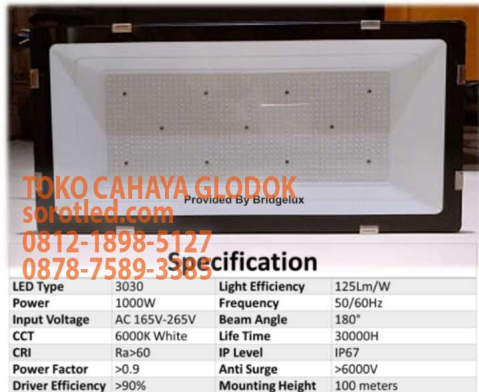 TOKO CAHAYA GLODOK
Provided By Bridgelux
sorotled.com
0812-1898-5127
0878-7589-3385
Specification
LED Type 3030 Light Efficiency 125Lm/W
Power 1000W Frequency 50/60Hz
Input Voltage AC 165V-265V Beam Angle 180°
CCT 6000K White Life Time 30000H
CRI Ra>60 IP Level IP67
Power Factor >0.9 Anti Surge >6000V
Driver Efficiency >90% Mounting Height 100 meters